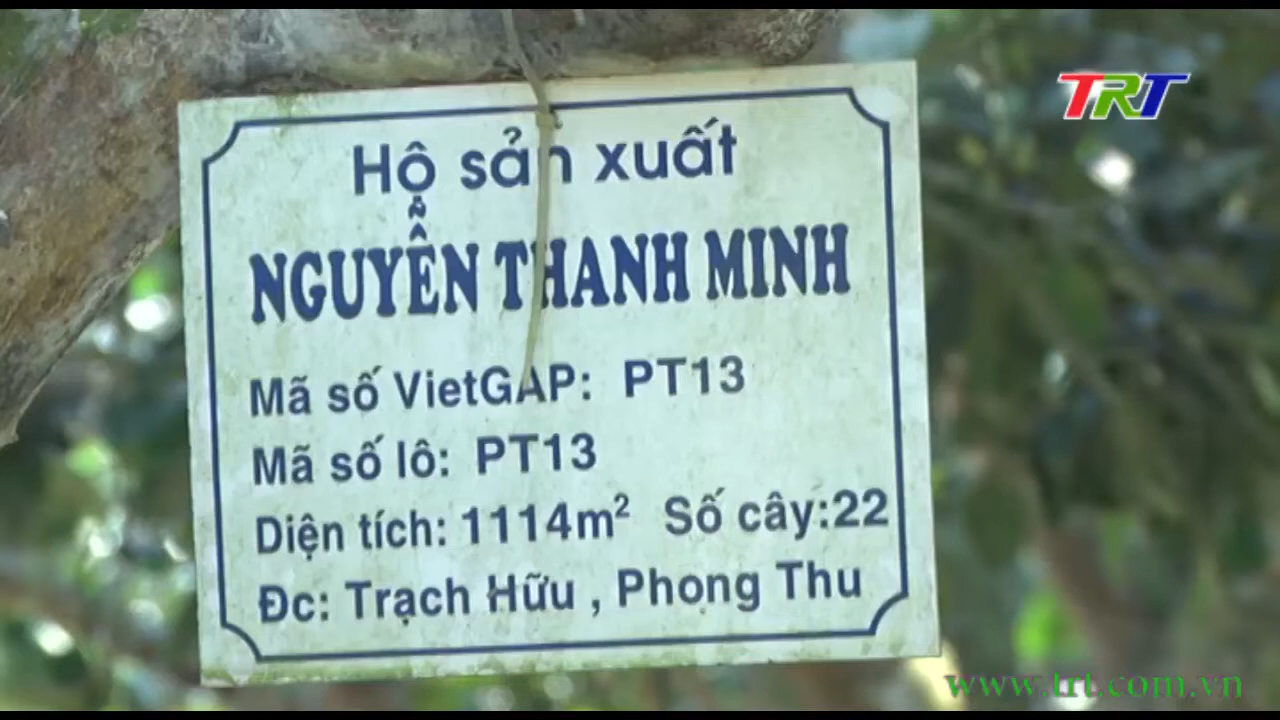 TRT
Hộ sản xuất
NGUYỄN THANH MINH
Mã số VietGAP: PT13
Mã số lô: PT13
Diện tích: 1114m² Số cây:22
Đc: Trạch Hữu , Phong Thu
www.trt.com.vn